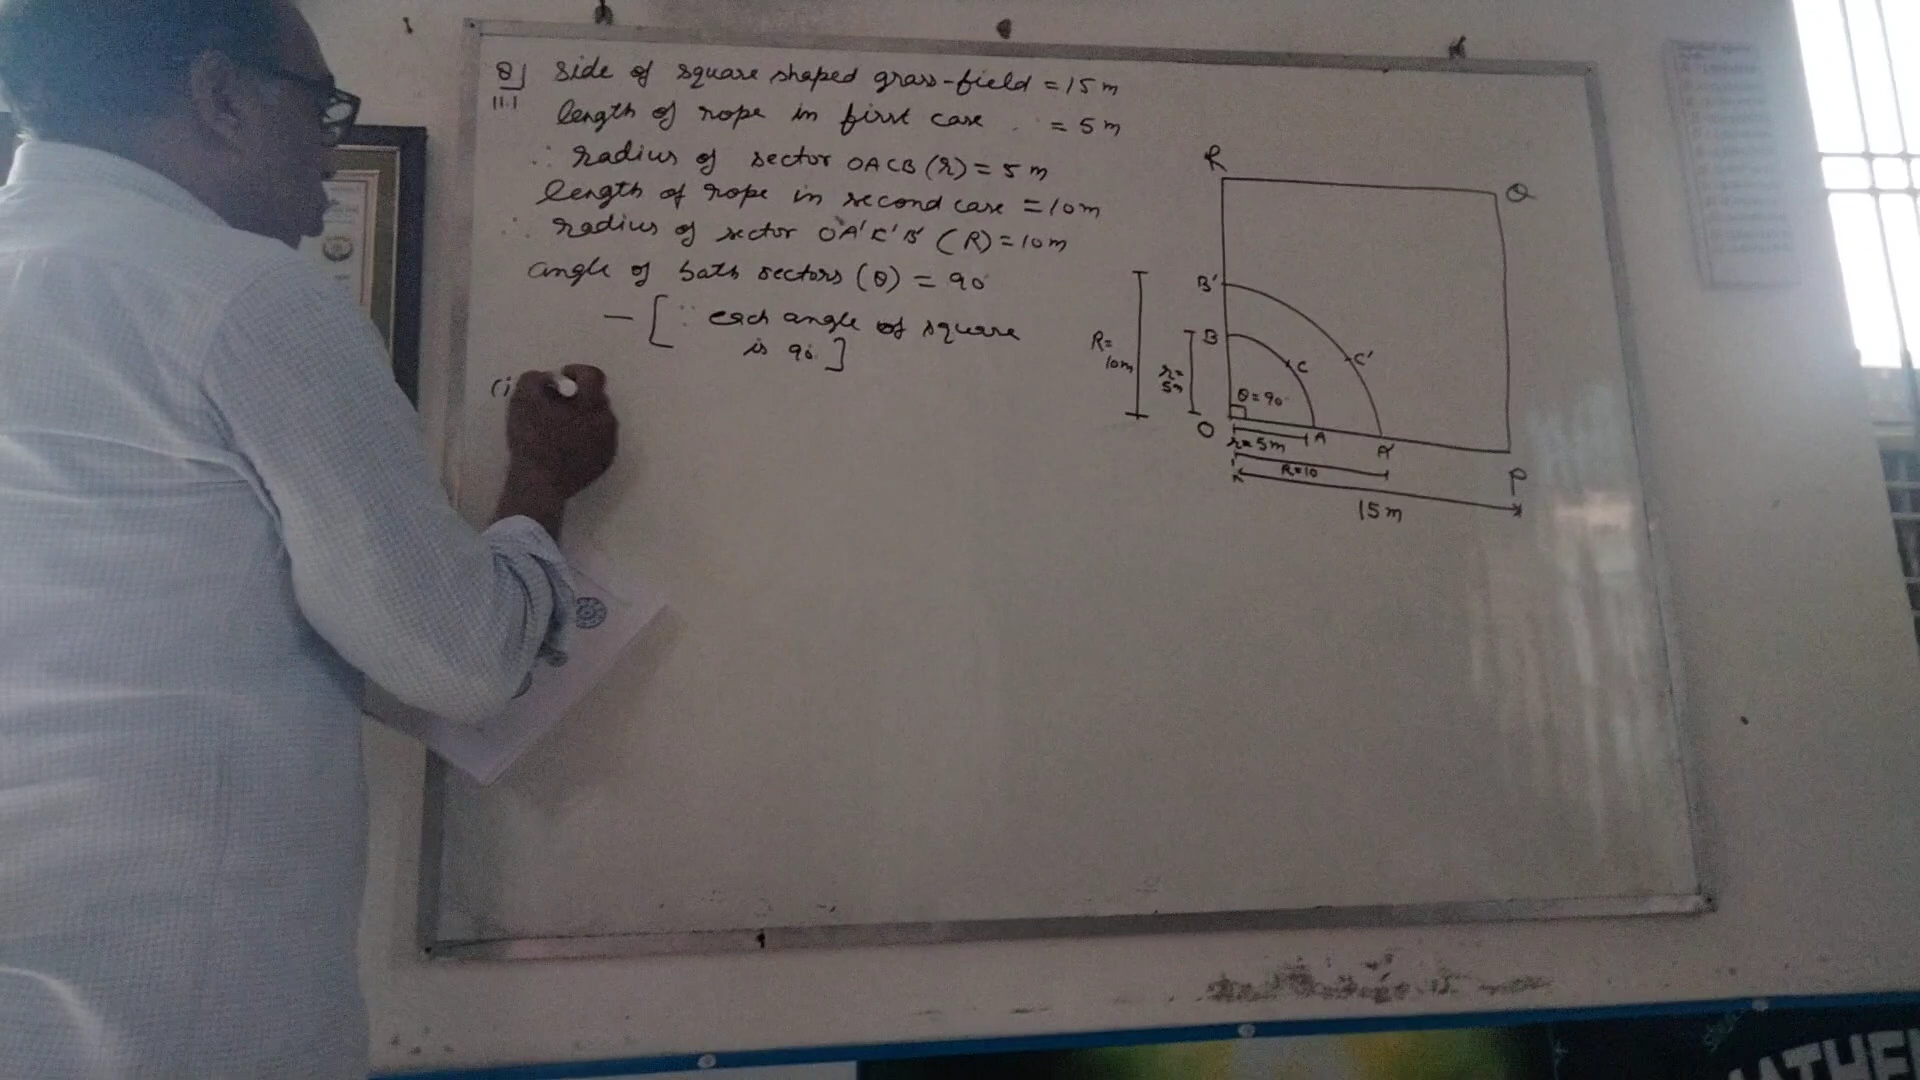 Q]
11.1
side of square shaped grass-field = 15 m
length of rope in first case = 5 m
∴ radius of sector OACB (r) = 5 m
length of rope in second case = 10 m
∴ radius of sector OA'C'B' (R) = 10 m
angle of both sectors (θ) = 90°
— [∵ each angle of square
is 90°]
(i)
R
Q
B'
B
R=
10m
r=
5m
C
C'
θ = 90°
O
A
A'
P
r = 5m
R = 10
15 m